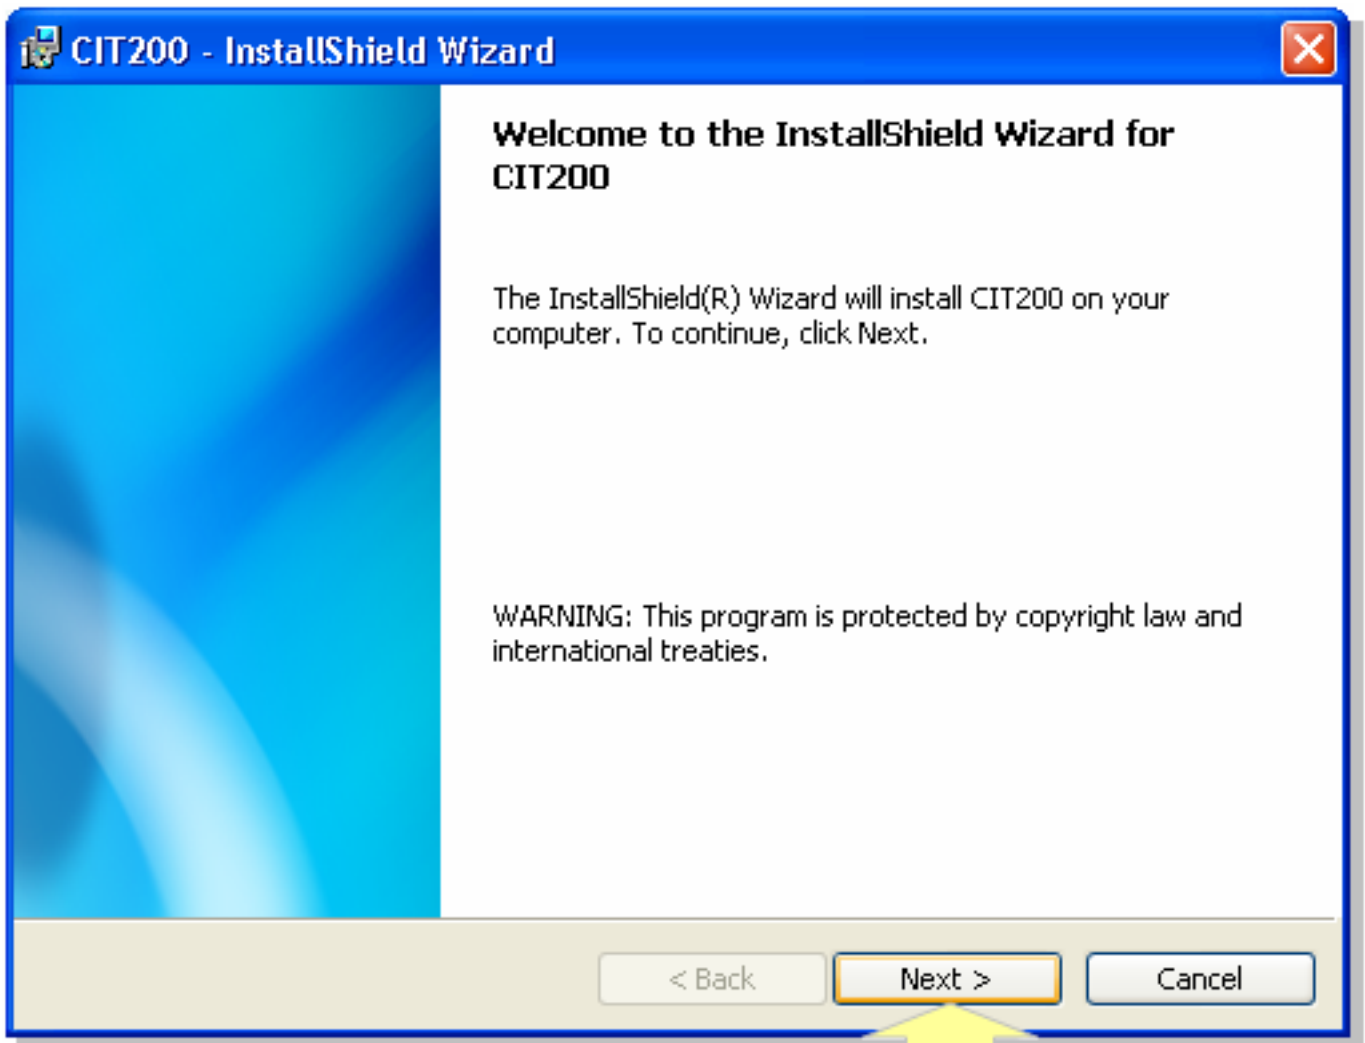 CIT200 - InstallShield Wizard
Welcome to the InstallShield Wizard for
CIT200
The InstallShield(R) Wizard will install CIT200 on your
computer. To continue, click Next.
WARNING: This program is protected by copyright law and
international treaties.
< Back Next > Cancel